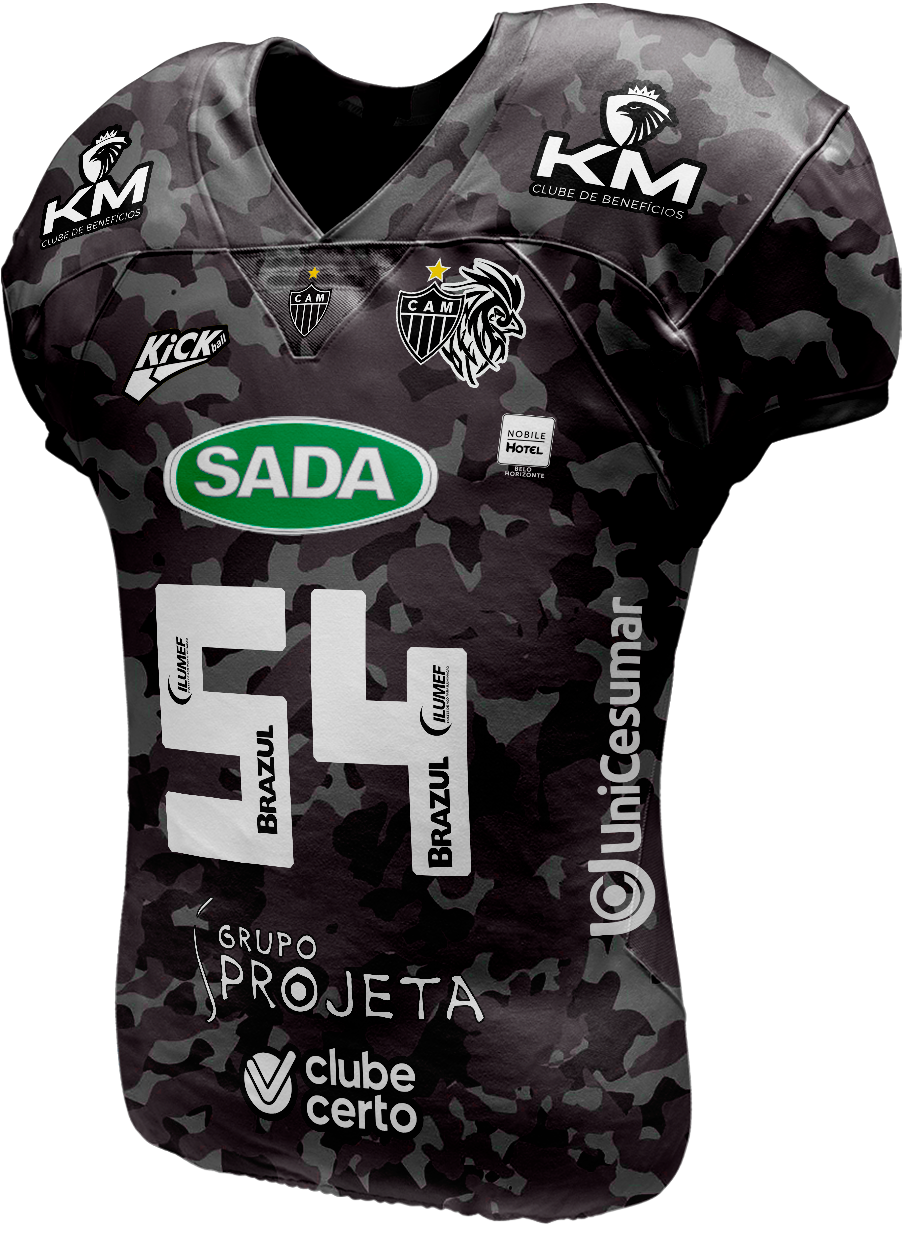 KM
CLUBE DE BENEFÍCIOS
KM
CLUBE DE BENEFÍCIOS
CAM
CAM
KiCK
ball
NOBILE
HOTEL
BELO
HORIZONTE
SADA
54
ILUMEF
BRAZUL
ILUMEF
BRAZUL
UniCesumar
GRUPO
PROJETA
clube
certo